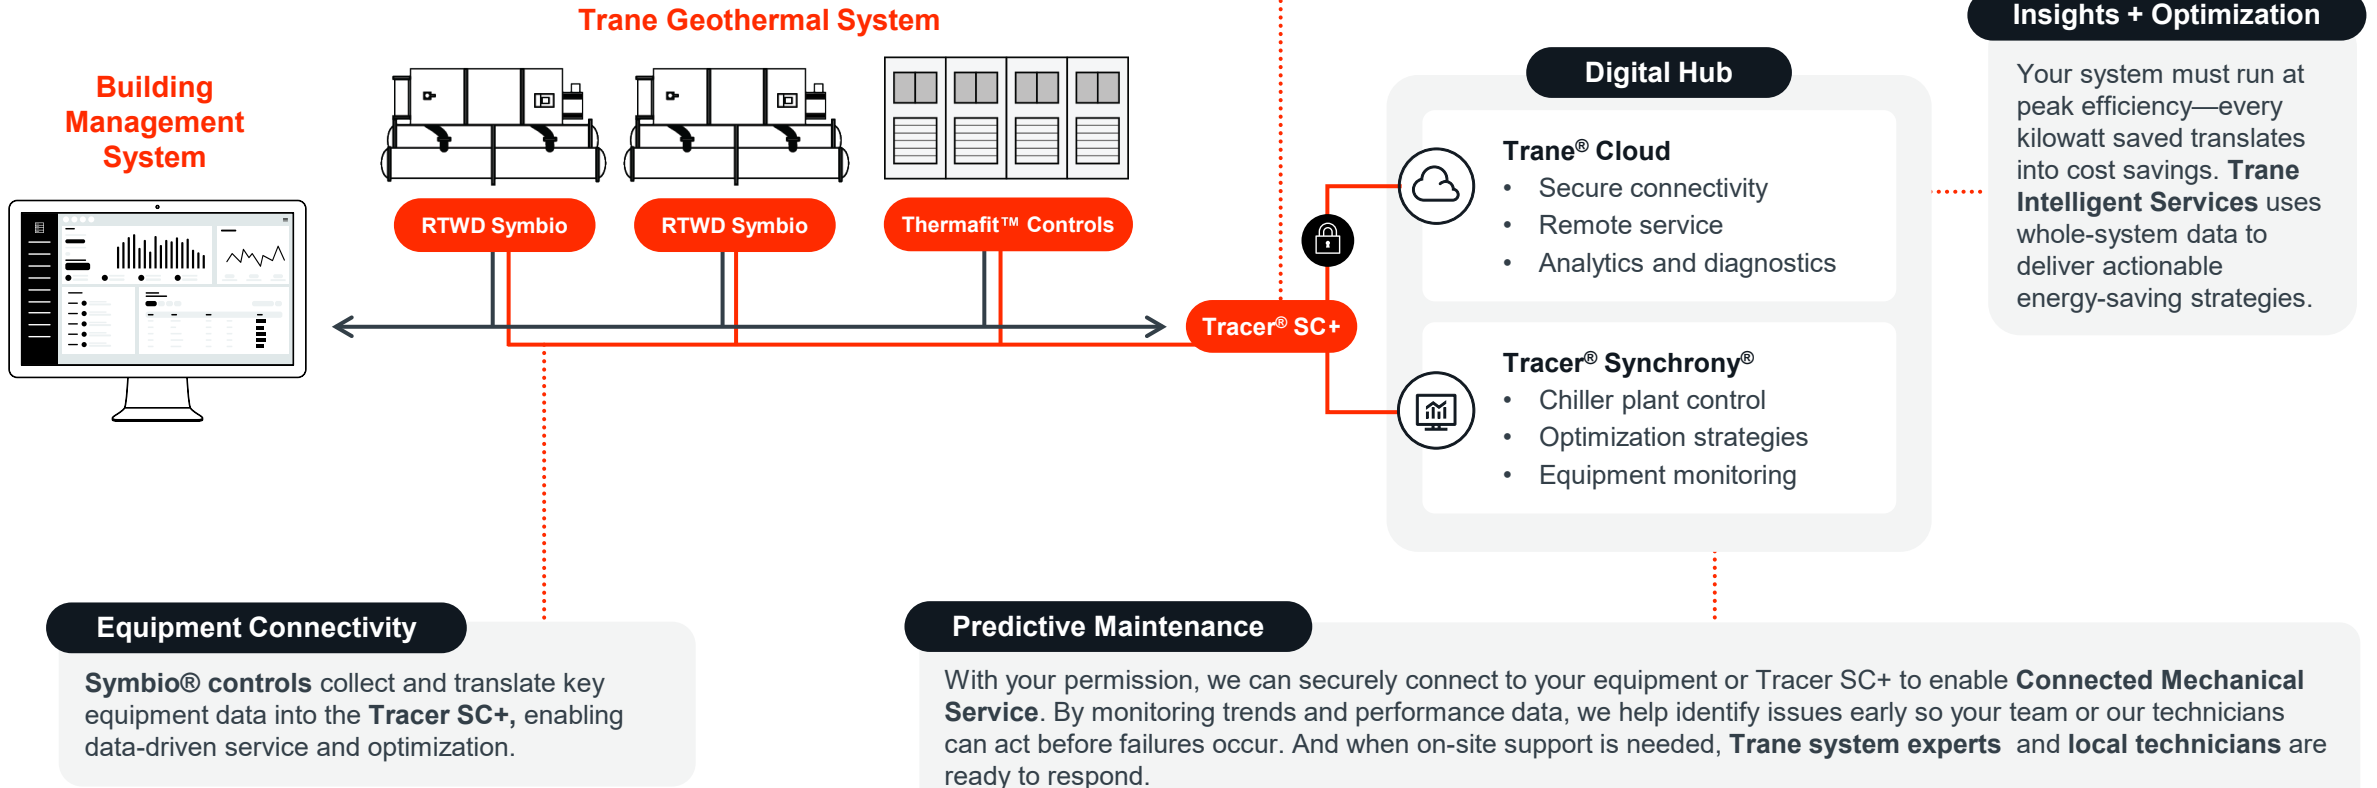 Trane Geothermal System
Building
Management
System
RTWD Symbio
RTWD Symbio
Thermafit™ Controls
Tracer® SC+
Digital Hub
Trane® Cloud
• Secure connectivity
• Remote service
• Analytics and diagnostics
Tracer® Synchrony®
• Chiller plant control
• Optimization strategies
• Equipment monitoring
Insights + Optimization
Your system must run at
peak efficiency—every
kilowatt saved translates
into cost savings. Trane
Intelligent Services uses
whole-system data to
deliver actionable
energy-saving strategies.
Equipment Connectivity
Symbio® controls collect and translate key
equipment data into the Tracer SC+, enabling
data-driven service and optimization.
Predictive Maintenance
With your permission, we can securely connect to your equipment or Tracer SC+ to enable Connected Mechanical
Service. By monitoring trends and performance data, we help identify issues early so your team or our technicians
can act before failures occur. And when on-site support is needed, Trane system experts and local technicians are
ready to respond.